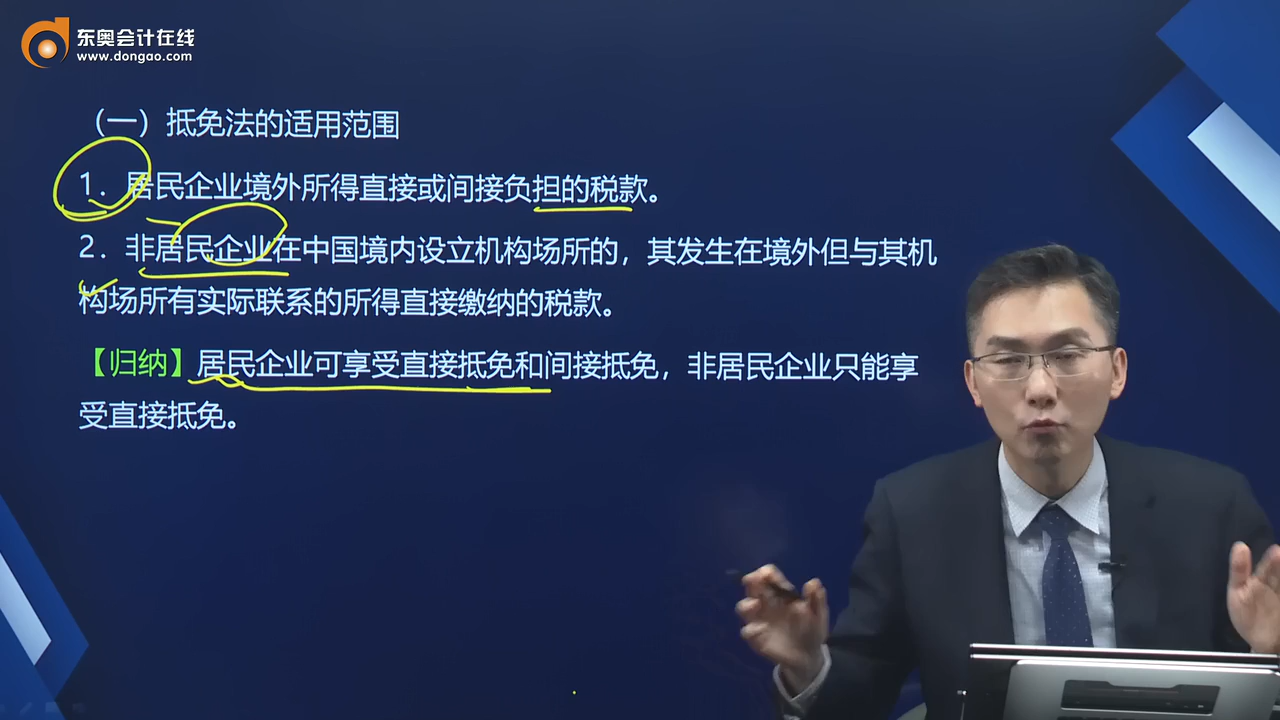 东奥会计在线
www.dongao.com
（一）抵免法的适用范围
1．居民企业境外所得直接或间接负担的税款。
2．非居民企业在中国境内设立机构场所的，其发生在境外但与其机
构场所有实际联系的所得直接缴纳的税款。
【归纳】居民企业可享受直接抵免和间接抵免，非居民企业只能享
受直接抵免。